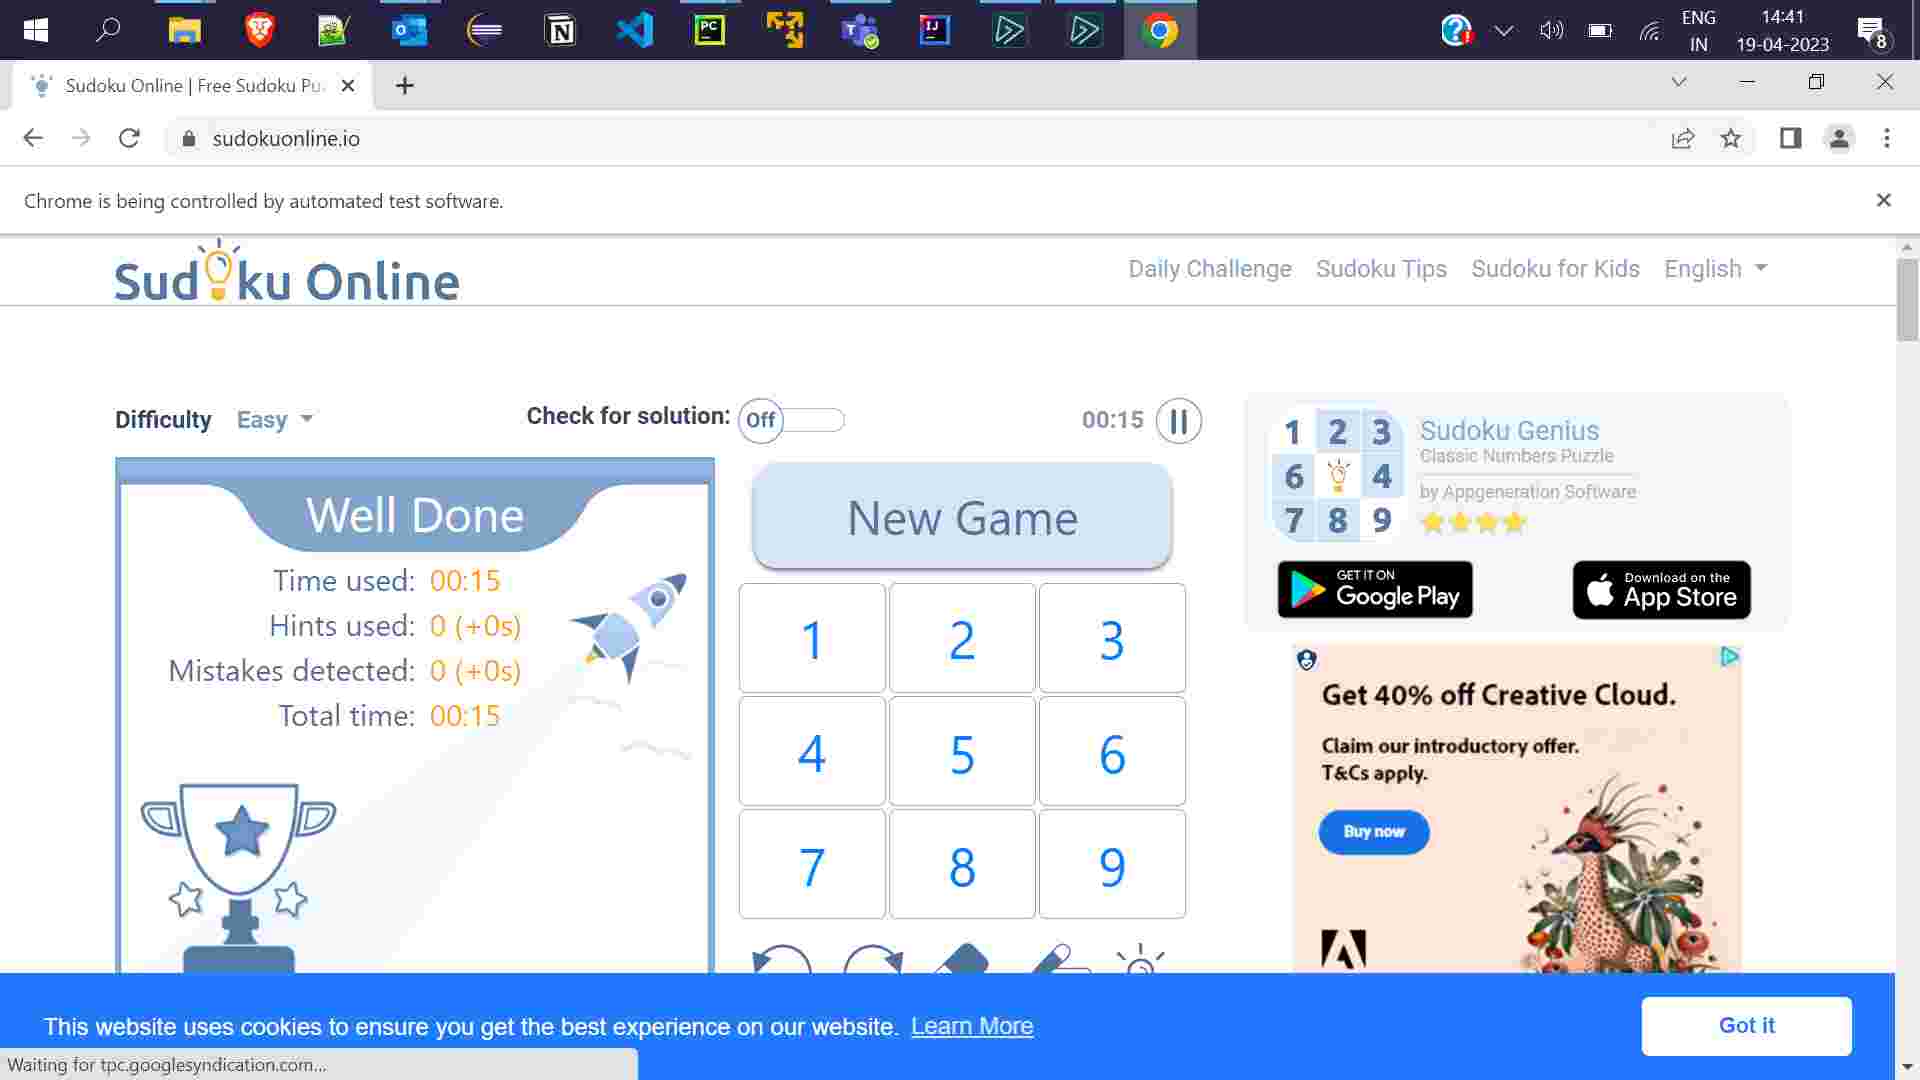 PC
IJ
ENG
IN
14:41
19-04-2023
8
Sudoku Online | Free Sudoku Pu
sudokuonline.io
Chrome is being controlled by automated test software.
Sudoku Online
Daily Challenge
Sudoku Tips
Sudoku for Kids
English
Difficulty
Easy
Check for solution:
Off
00:15
Well Done
Time used: 00:15
Hints used: 0 (+0s)
Mistakes detected: 0 (+0s)
Total time: 00:15
New Game
1 2 3
4 5 6
7 8 9
1 2 3
6 4
7 8 9
Sudoku Genius
Classic Numbers Puzzle
by Appgeneration Software
GET IT ON
Google Play
Download on the
App Store
Get 40% off Creative Cloud.
Claim our introductory offer.
T&Cs apply.
Buy now
This website uses cookies to ensure you get the best experience on our website. Learn More
Got it
Waiting for tpc.googlesyndication.com...